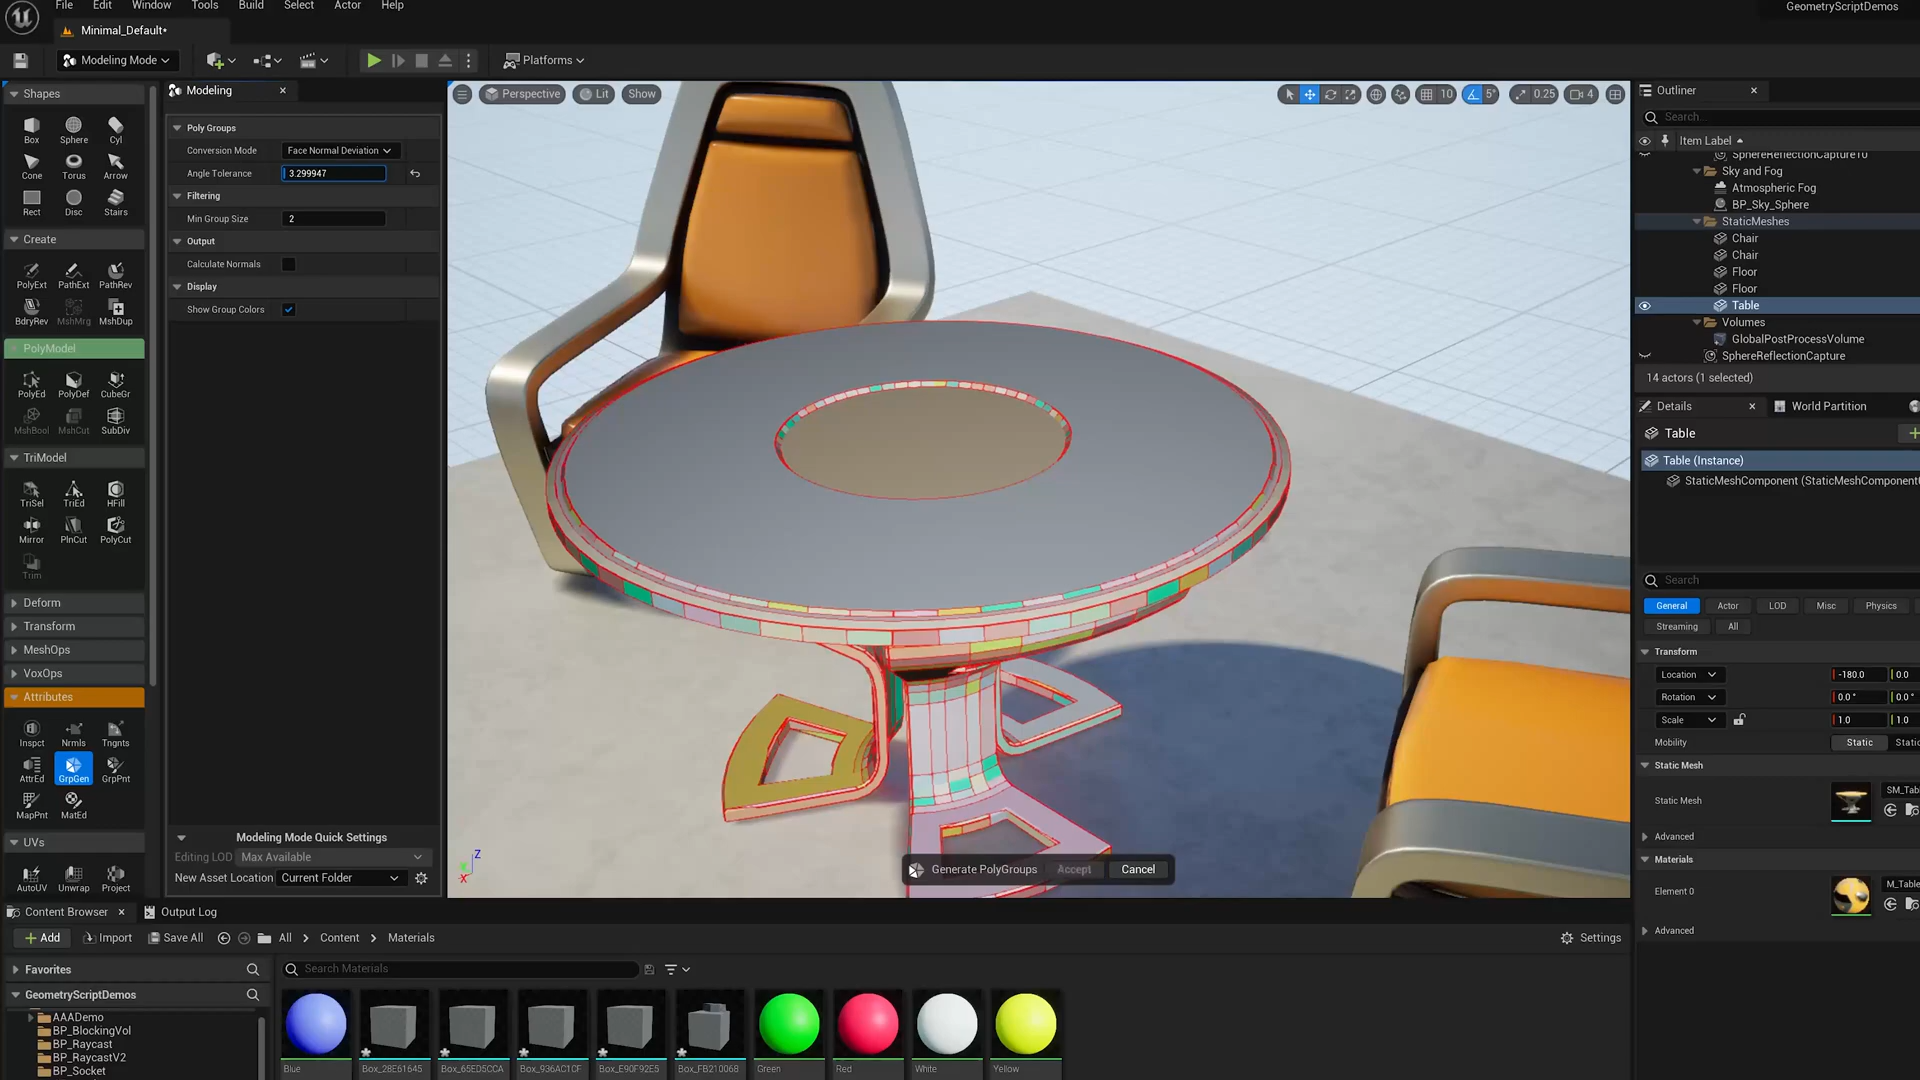 File Edit Window Tools Build Select Actor Help
GeometryScriptDemos
Minimal_Default*
Modeling Mode
Platforms
Shapes
Box Sphere Cyl
Cone Torus Arrow
Rect Disc Stairs
Create
PolyExt PathExt PathRev
BdryRev MshMrg MshDup
PolyModel
PolyEd PolyDef CubeGr
MshBool MshCut SubDiv
TriModel
TriSel TriEd HFill
Mirror PlnCut PolyCut
Trim
Deform
Transform
MeshOps
VoxOps
Attributes
Inspct Nrmls Tngnts
AttrEd GrpGen GrpPnt
MapPnt MatEd
UVs
AutoUV Unwrap Project
Modeling
Poly Groups
Conversion Mode Face Normal Deviation
Angle Tolerance 3.299947
Filtering
Min Group Size 2
Output
Calculate Normals
Display
Show Group Colors
Modeling Mode Quick Settings
Editing LOD Max Available
New Asset Location Current Folder
Perspective Lit Show
10 5° 0.25 4
Z
X
Generate PolyGroups Accept Cancel
Outliner
Search...
Item Label
SphereReflectionCapture10
Sky and Fog
Atmospheric Fog
BP_Sky_Sphere
StaticMeshes
Chair
Chair
Floor
Floor
Table
Volumes
GlobalPostProcessVolume
SphereReflectionCapture
14 actors (1 selected)
Details World Partition
Table
Table (Instance)
StaticMeshComponent (StaticMeshComponent
Search
General Actor LOD Misc Physics
Streaming All
Transform
Location -180.0 0.0
Rotation 0.0° 0.0°
Scale 1.0 1.0
Mobility Static Static
Static Mesh
Static Mesh SM_Tab
Advanced
Materials
Element 0 M_Table
Advanced
Content Browser Output Log
Add Import Save All All Content Materials Settings
Favorites
GeometryScriptDemos
AAADemo
BP_BlockingVol
BP_Raycast
BP_RaycastV2
BP_Socket
Search Materials
Blue Box_28E61645 Box_65ED5CCA Box_936AC1CF Box_E90F92E5 Box_FB210068 Green Red White Yellow